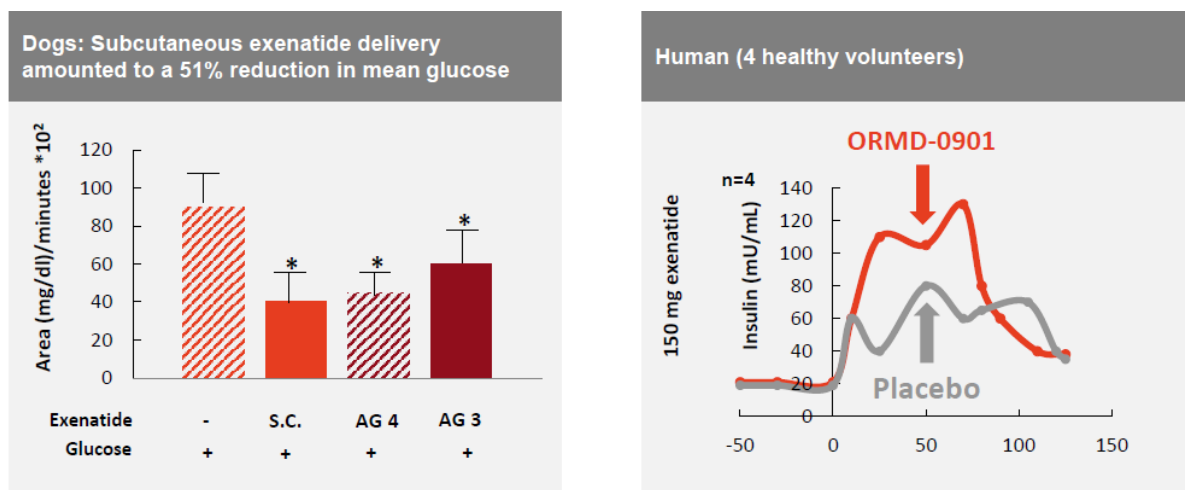 Dogs: Subcutaneous exenatide delivery
amounted to a 51% reduction in mean glucose
Area (mg/dl)/minutes *10²
120
100
80
60
40
20
0
*
*
*
Exenatide - S.C. AG 4 AG 3
Glucose + + + +
Human (4 healthy volunteers)
ORMD-0901
n=4
150 mg exenatide
Insulin (mU/mL)
140
120
100
80
60
40
20
0
Placebo
-50 0 50 100 150